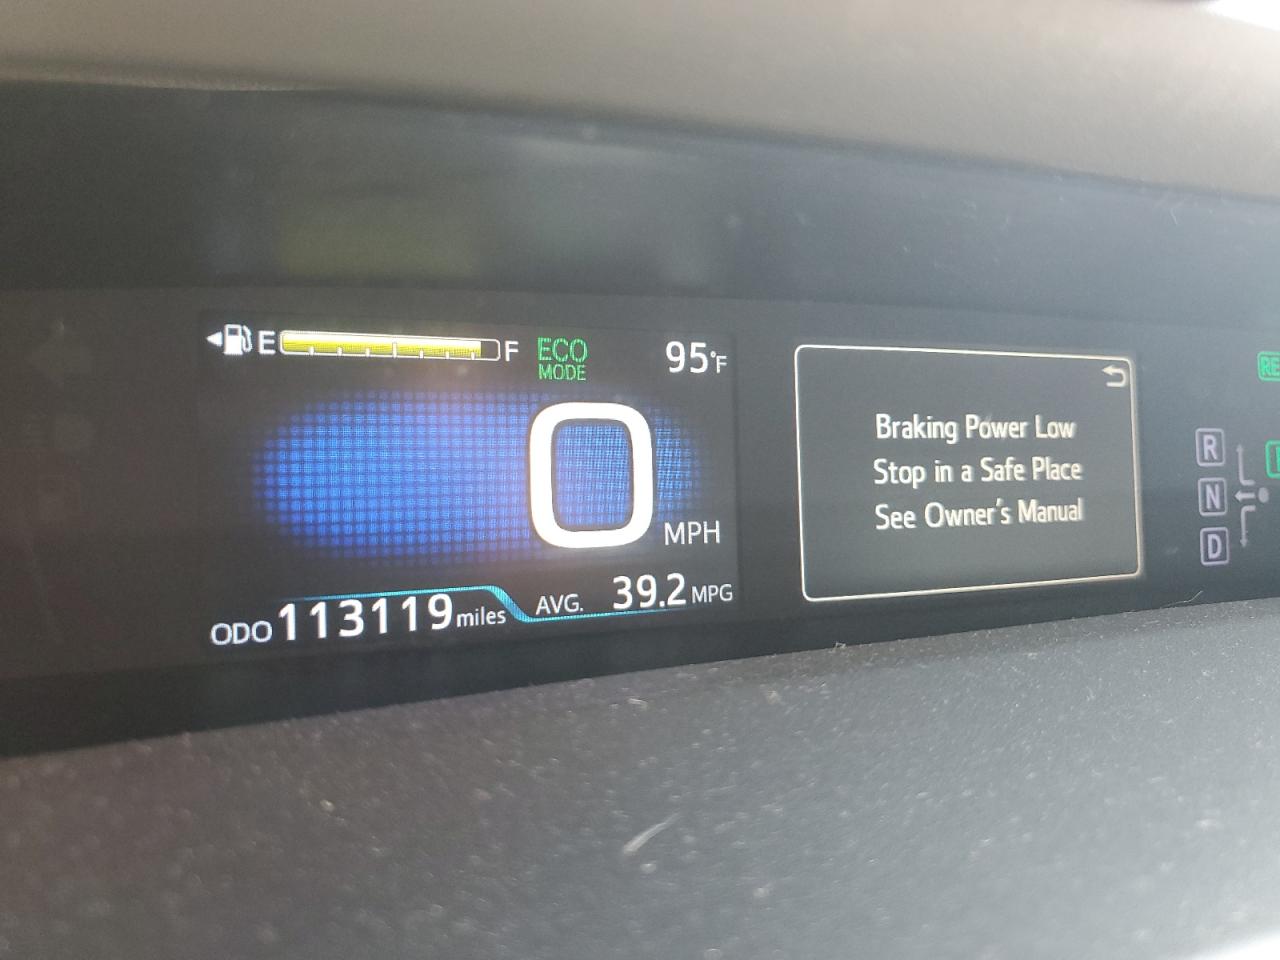 E F
ECO
MODE
95°F
0 MPH
ODO 113119 miles
AVG. 39.2 MPG
Braking Power Low
Stop in a Safe Place
See Owner's Manual
R
N
D